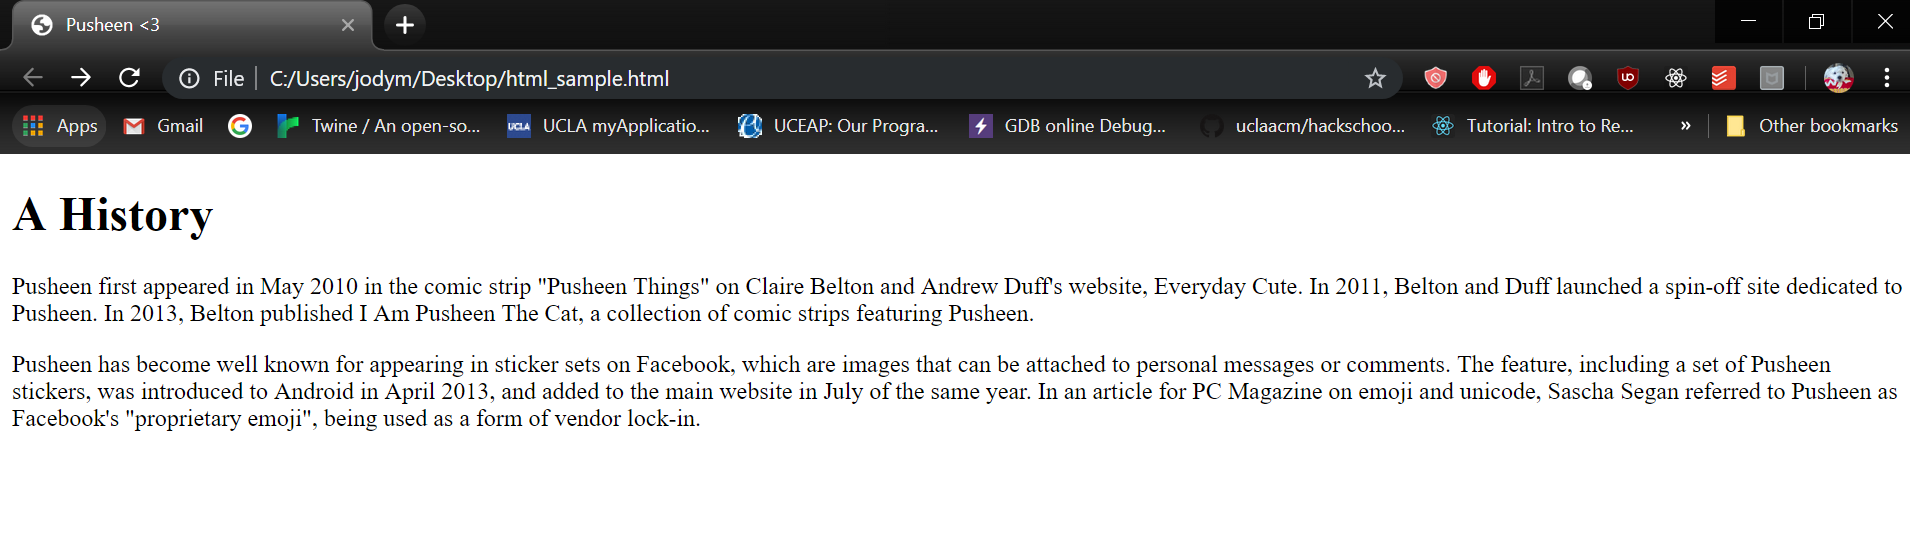 Pusheen <3
File C:/Users/jodym/Desktop/html_sample.html
Apps Gmail Twine / An open-so... UCLA UCLA myApplicatio... UCEAP: Our Progra... GDB online Debug... uclaacm/hackschoo... Tutorial: Intro to Re... » Other bookmarks
A History
Pusheen first appeared in May 2010 in the comic strip "Pusheen Things" on Claire Belton and Andrew Duff's website, Everyday Cute. In 2011, Belton and Duff launched a spin-off site dedicated to
Pusheen. In 2013, Belton published I Am Pusheen The Cat, a collection of comic strips featuring Pusheen.
Pusheen has become well known for appearing in sticker sets on Facebook, which are images that can be attached to personal messages or comments. The feature, including a set of Pusheen
stickers, was introduced to Android in April 2013, and added to the main website in July of the same year. In an article for PC Magazine on emoji and unicode, Sascha Segan referred to Pusheen as
Facebook's "proprietary emoji", being used as a form of vendor lock-in.